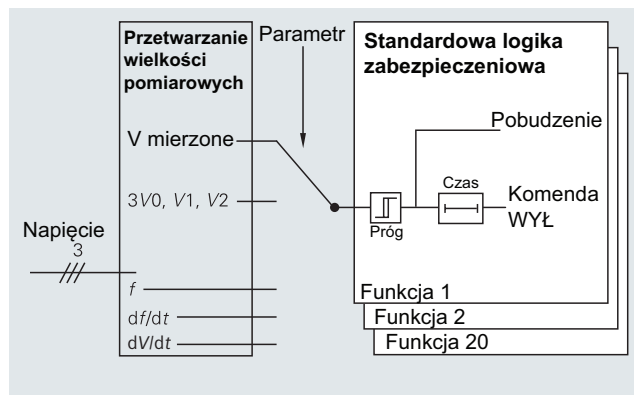 Przetwarzanie
wielkości
pomiarowych
Parametr
Standardowa logika
zabezpieczeniowa
V mierzone
Pobudzenie
3V0, V1, V2
Czas
Komenda
WYŁ
Próg
Napięcie
3
f
df/dt
dV/dt
Funkcja 1
Funkcja 2
Funkcja 20